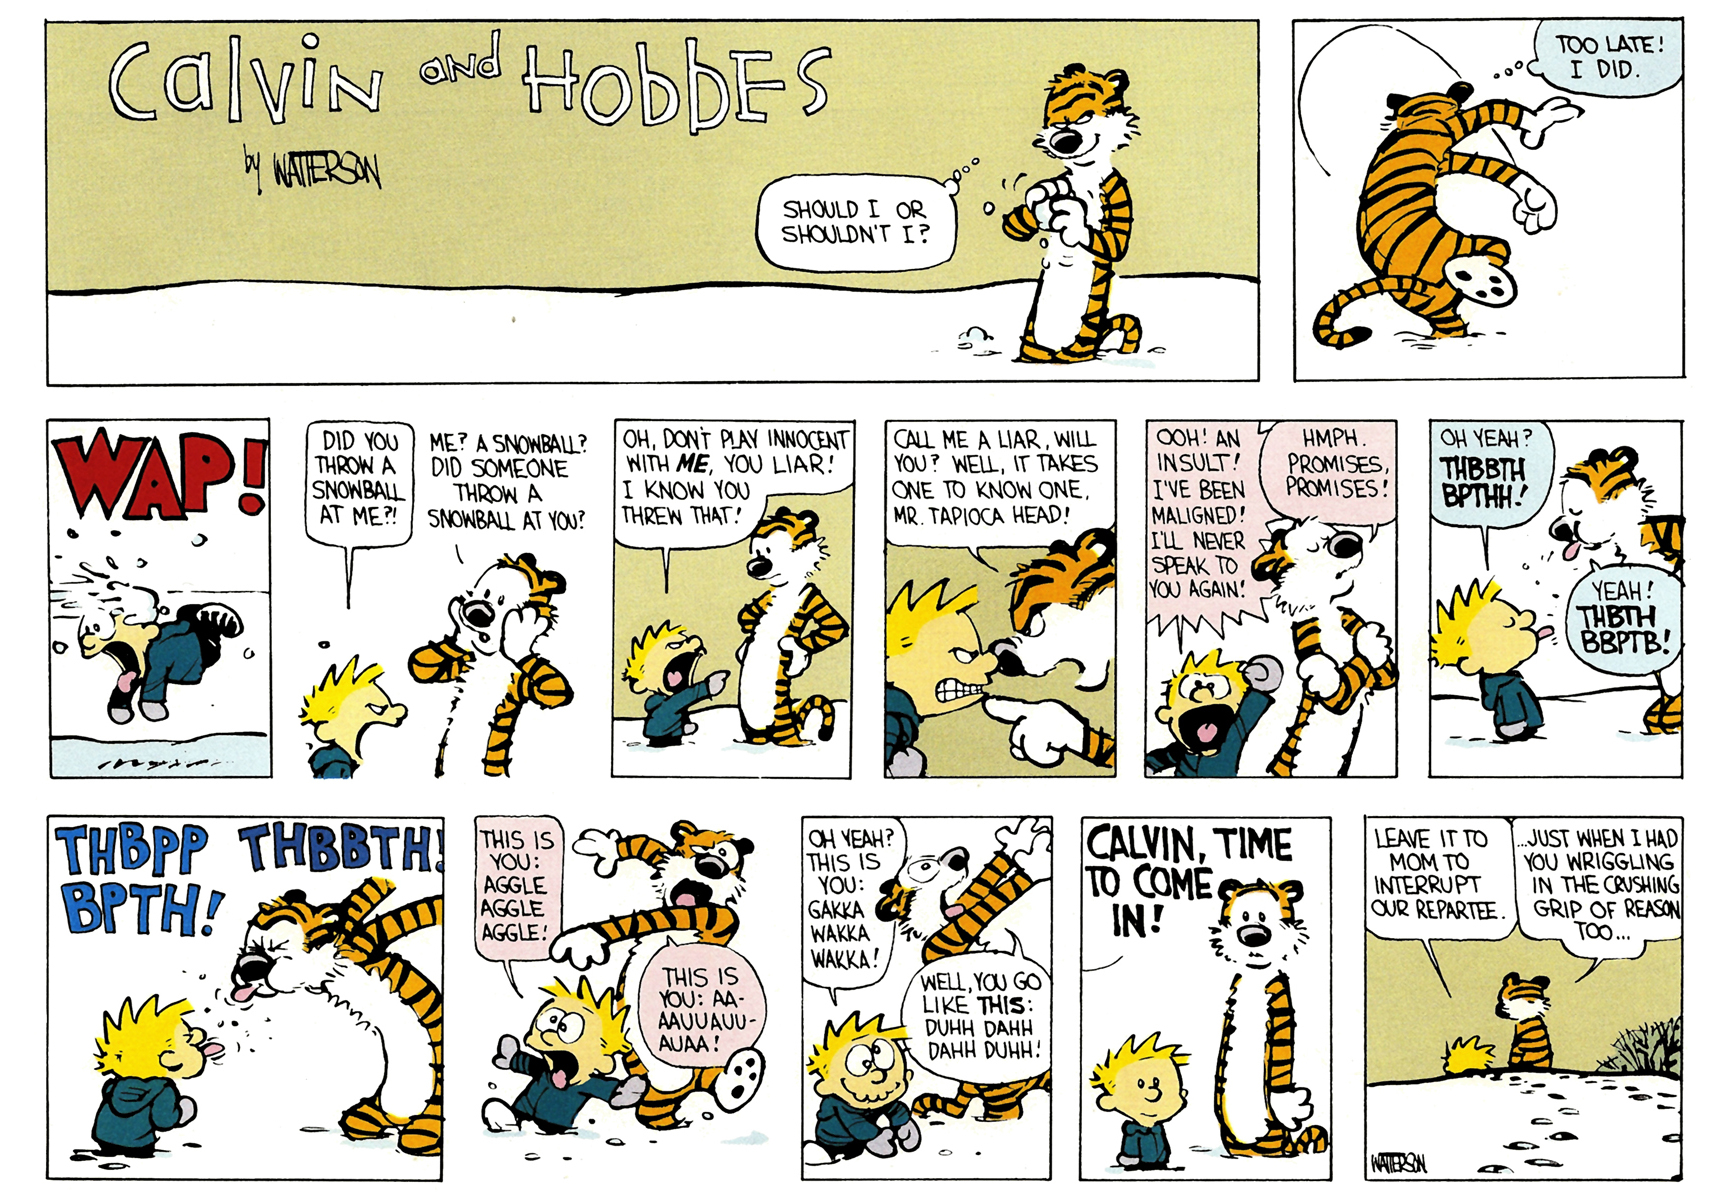 Calvin and HobbEs
by WATTERSON
SHOULD I OR
SHOULDN'T I?
TOO LATE!
I DID.
WAP!
DID YOU
THROW A
SNOWBALL
AT ME?!
ME? A SNOWBALL?
DID SOMEONE
THROW A
SNOWBALL AT YOU?
OH, DON'T PLAY INNOCENT
WITH ME, YOU LIAR!
I KNOW YOU
THREW THAT!
CALL ME A LIAR, WILL
YOU? WELL, IT TAKES
ONE TO KNOW ONE,
MR. TAPIOCA HEAD!
OOH! AN
INSULT!
I'VE BEEN
MALIGNED!
I'LL NEVER
SPEAK TO
YOU AGAIN!
HMPH.
PROMISES,
PROMISES!
OH YEAH?
THBBTH
BPTHH!
YEAH!
THBTH
BBPTB!
THBPP
BPTH!
THBBTH!
THIS IS
YOU:
AGGLE
AGGLE
AGGLE!
THIS IS
YOU: AA-
AAUUAUU-
AUAA!
OH YEAH?
THIS IS
YOU:
GAKKA
WAKKA
WAKKA!
WELL, YOU GO
LIKE THIS:
DUHH DAHH
DAHH DUHH!
CALVIN, TIME
TO COME
IN!
LEAVE IT TO
MOM TO
INTERRUPT
OUR REPARTEE.
...JUST WHEN I HAD
YOU WRIGGLING
IN THE CRUSHING
GRIP OF REASON
TOO...
WATTERSON